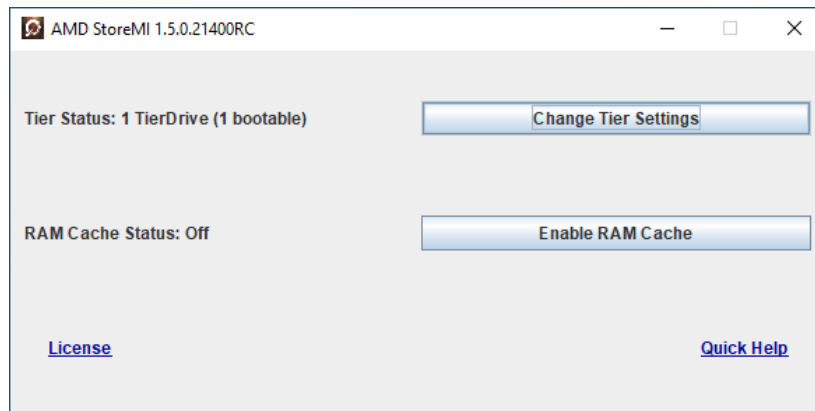 AMD StoreMI 1.5.0.21400RC
Tier Status: 1 TierDrive (1 bootable)
Change Tier Settings
RAM Cache Status: Off
Enable RAM Cache
License
Quick Help